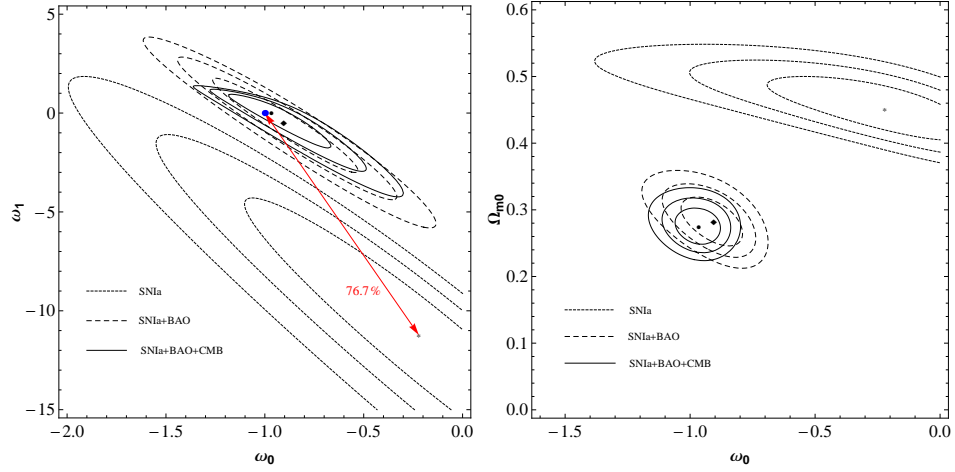 5
0
−5
−10
−15
ω1
−2.0 −1.5 −1.0 −0.5 0.0
ω0
76.7%
SNIa
SNIa+BAO
SNIa+BAO+CMB
0.6
0.5
0.4
0.3
0.2
0.1
0.0
Ωm0
−1.5 −1.0 −0.5 0.0
ω0
SNIa
SNIa+BAO
SNIa+BAO+CMB